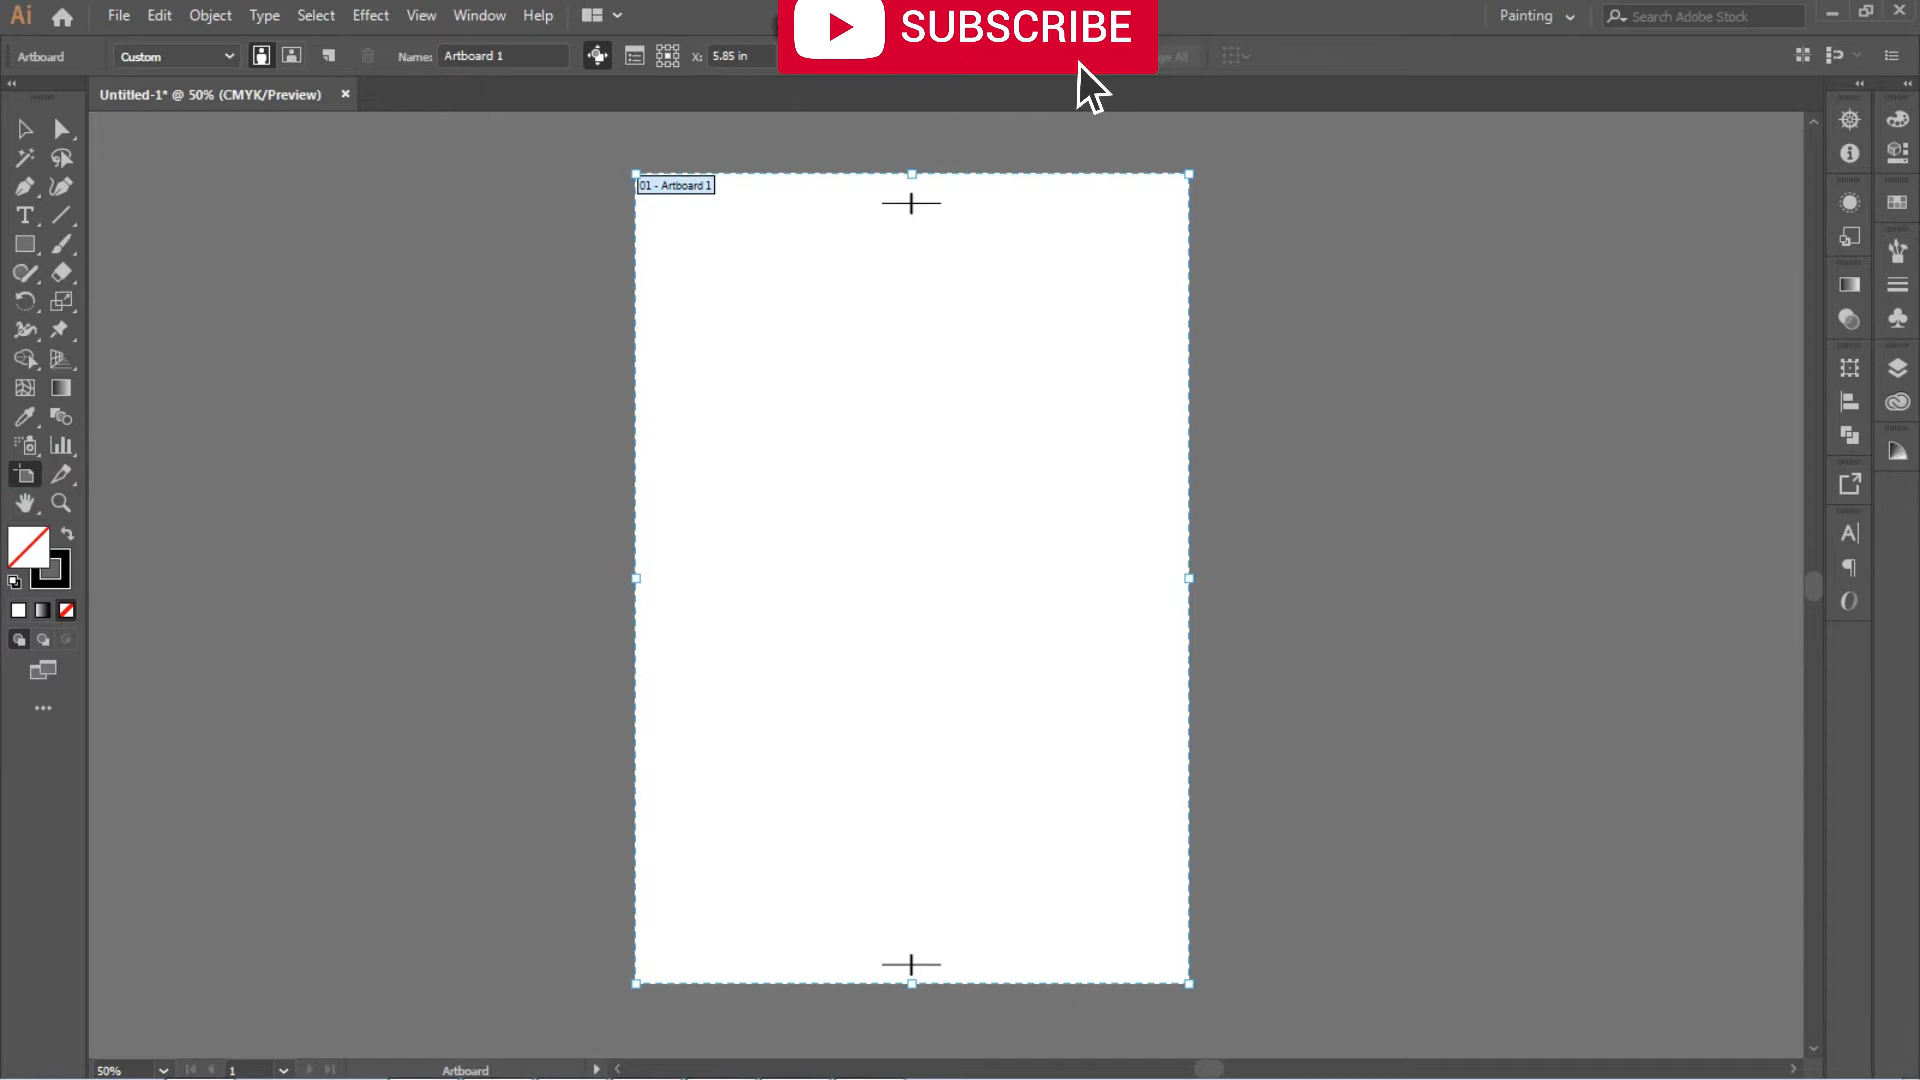 Ai File Edit Object Type Select Effect View Window Help SUBSCRIBE Painting Search Adobe Stock
Artboard Custom Name: Artboard 1 X: 5.85 in All
Untitled-1* @ 50% (CMYK/Preview)
01 - Artboard 1
50% 1 Artboard